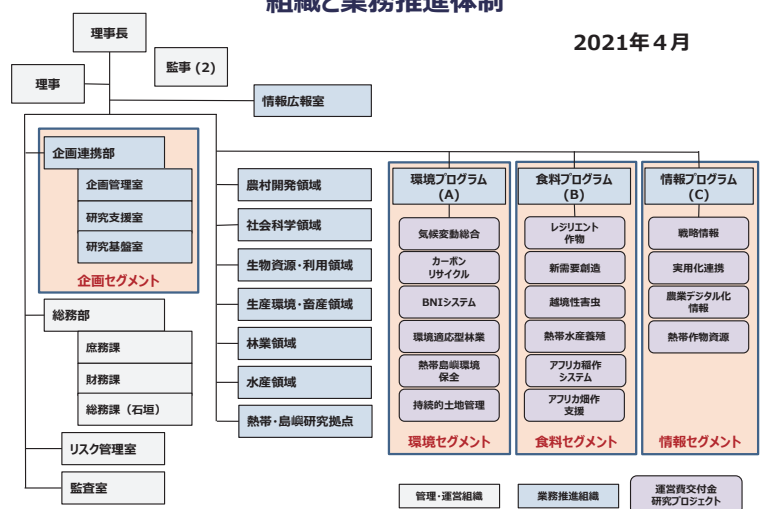 組織と業務推進体制
2021年４月
理事長
監事 (2)
理事
情報広報室
企画連携部
企画管理室
研究支援室
研究基盤室
企画セグメント
総務部
庶務課
財務課
総務課（石垣）
リスク管理室
監査室
農村開発領域
社会科学領域
生物資源・利用領域
生産環境・畜産領域
林業領域
水産領域
熱帯・島嶼研究拠点
環境プログラム
(A)
気候変動総合
カーボン
リサイクル
BNIシステム
環境適応型林業
熱帯島嶼環境
保全
持続的土地管理
環境セグメント
食料プログラム
(B)
レジリエント
作物
新需要創造
越境性害虫
熱帯水産養殖
アフリカ稲作
システム
アフリカ畑作
支援
食料セグメント
情報プログラム
(C)
戦略情報
実用化連携
農業デジタル化
情報
熱帯作物資源
情報セグメント
管理・運営組織
業務推進組織
運営費交付金
研究プロジェクト